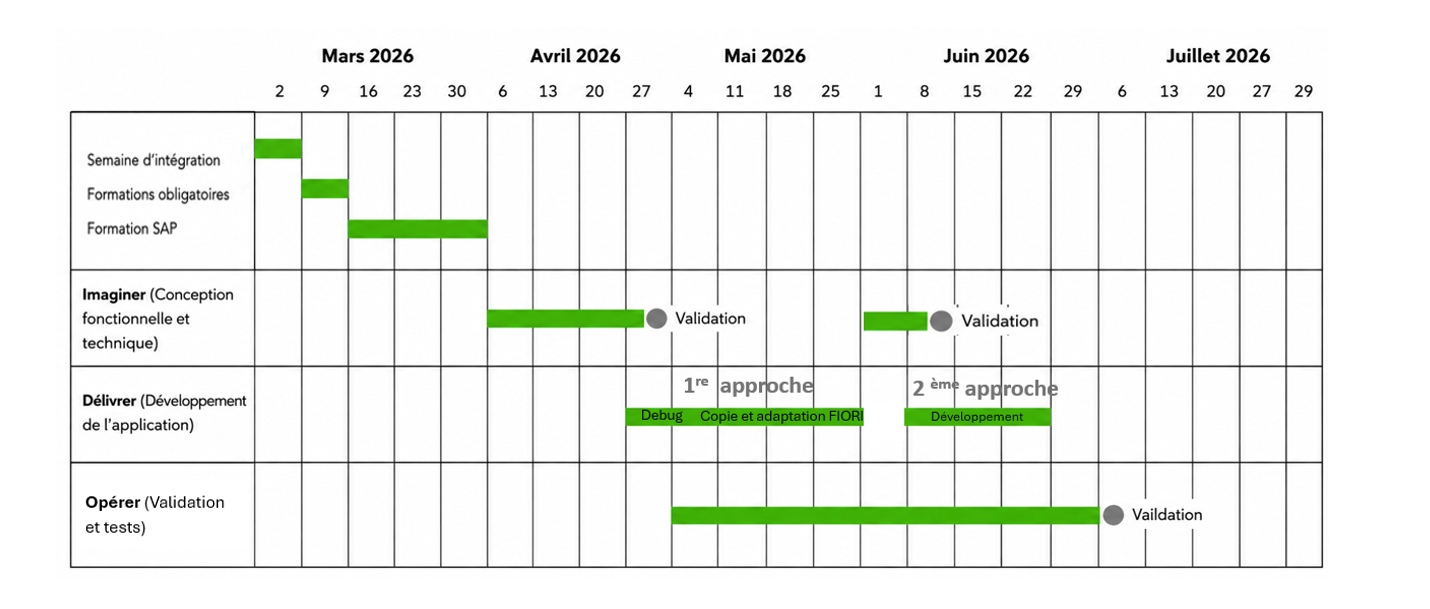 Mars 2026 Avril 2026 Mai 2026 Juin 2026 Juillet 2026
2 9 16 23 30 6 13 20 27 4 11 18 25 1 8 15 22 29 6 13 20 27 29
Semaine d'intégration
Formations obligatoires
Formation SAP
Imaginer (Conception
fonctionnelle et
technique)
Validation
Validation
1re approche
2 ème approche
Délivrer (Développement
de l'application)
Debug Copie et adaptation FIORI
Développement
Opérer (Validation
et tests)
Vaildation